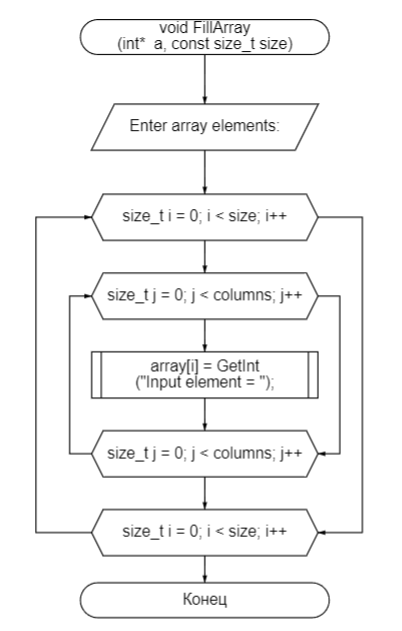 void FillArray
(int* a, const size_t size)
Enter array elements:
size_t i = 0; i < size; i++
size_t j = 0; j < columns; j++
array[i] = GetInt
("Input element = ");
size_t j = 0; j < columns; j++
size_t i = 0; i < size; i++
Конец